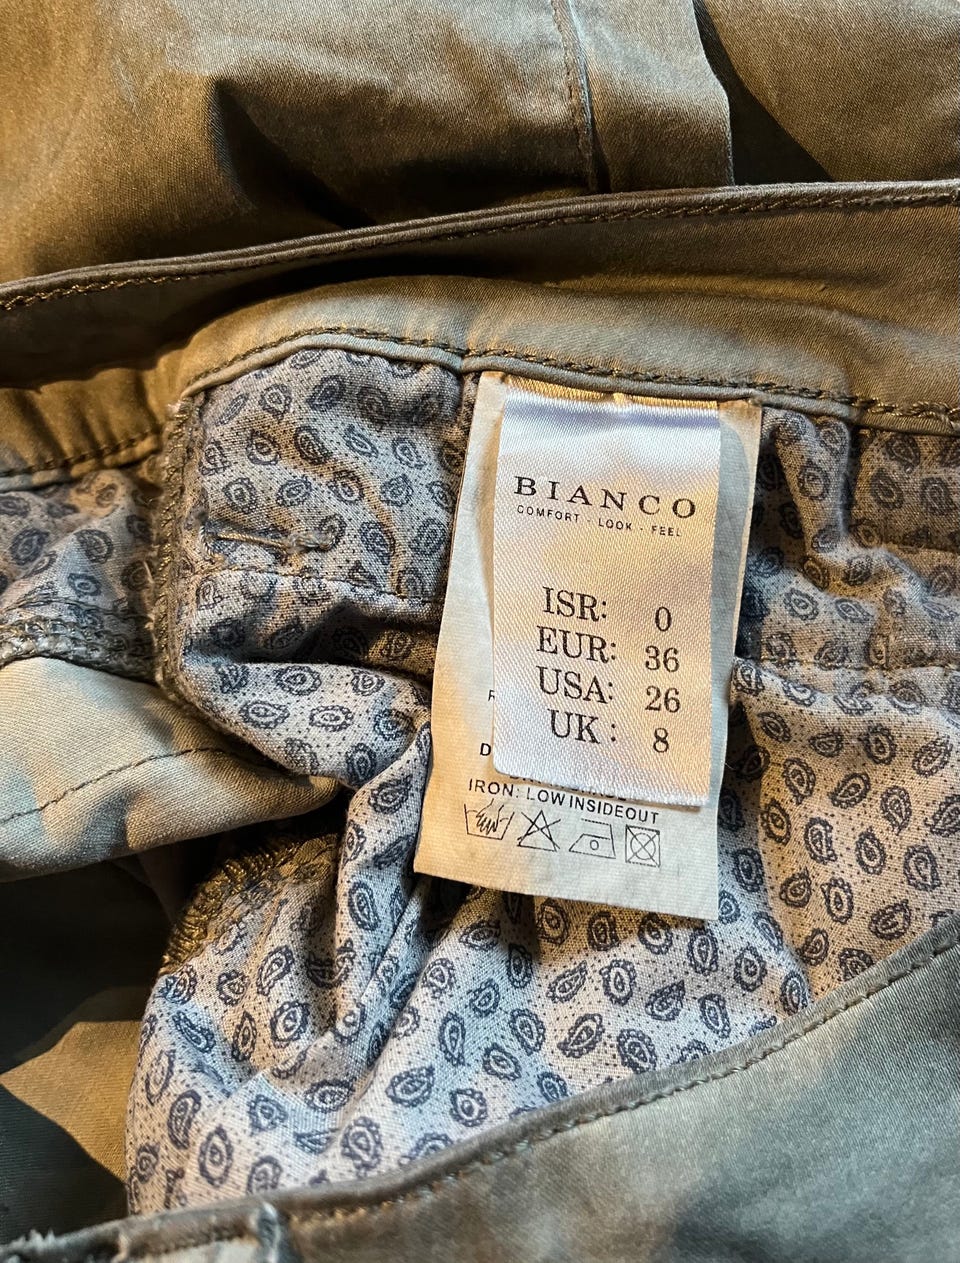 BIANCO
COMFORT - LOOK - FEEL
ISR: 0
EUR: 36
USA: 26
UK: 8
IRON: LOW INSIDEOUT